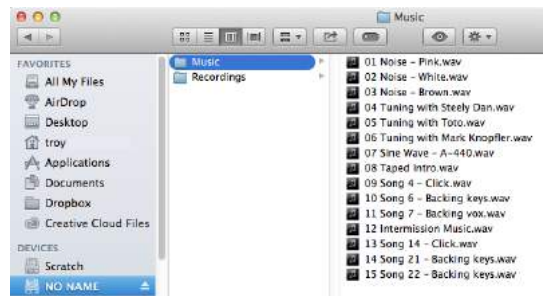 Music
FAVORITES
All My Files
AirDrop
Desktop
troy
Applications
Documents
Dropbox
Creative Cloud Files
DEVICES
Scratch
NO NAME
Music
Recordings
01 Noise - Pink.wav
02 Noise - White.wav
03 Noise - Brown.wav
04 Tuning with Steely Dan.wav
05 Tuning with Toto.wav
06 Tuning with Mark Knopfler.wav
07 Sine Wave - A-440.wav
08 Taped Intro.wav
09 Song 4 - Click.wav
10 Song 6 - Backing keys.wav
11 Song 7 - Backing vox.wav
12 Intermission Music.wav
13 Song 14 - Click.wav
14 Song 21 - Backing keys.wav
15 Song 22 - Backing keys.wav